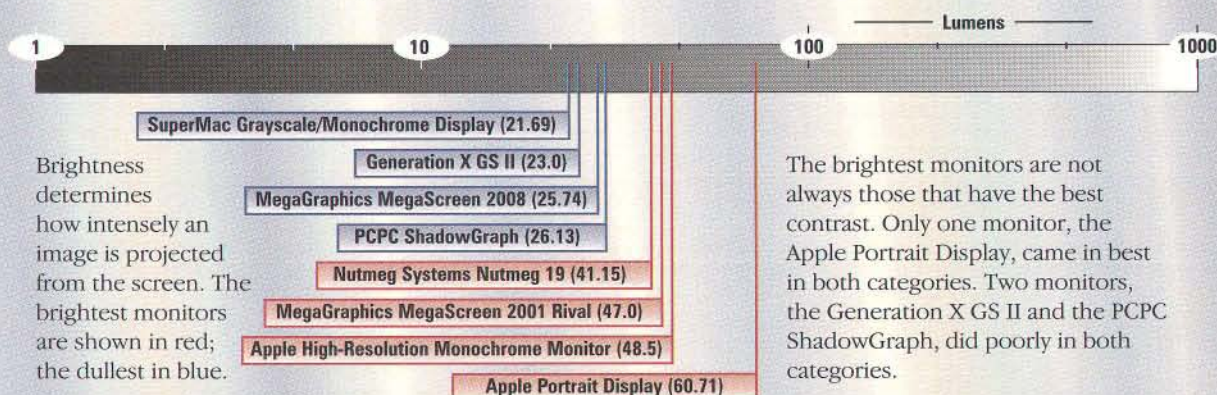 Lumens
1 10 100 1000
SuperMac Grayscale/Monochrome Display (21.69)
Generation X GS II (23.0)
MegaGraphics MegaScreen 2008 (25.74)
PCPC ShadowGraph (26.13)
Nutmeg Systems Nutmeg 19 (41.15)
MegaGraphics MegaScreen 2001 Rival (47.0)
Apple High-Resolution Monochrome Monitor (48.5)
Apple Portrait Display (60.71)
Brightness
determines
how intensely an
image is projected
from the screen. The
brightest monitors
are shown in red;
the dullest in blue.
The brightest monitors are not
always those that have the best
contrast. Only one monitor, the
Apple Portrait Display, came in best
in both categories. Two monitors,
the Generation X GS II and the PCPC
ShadowGraph, did poorly in both
categories.